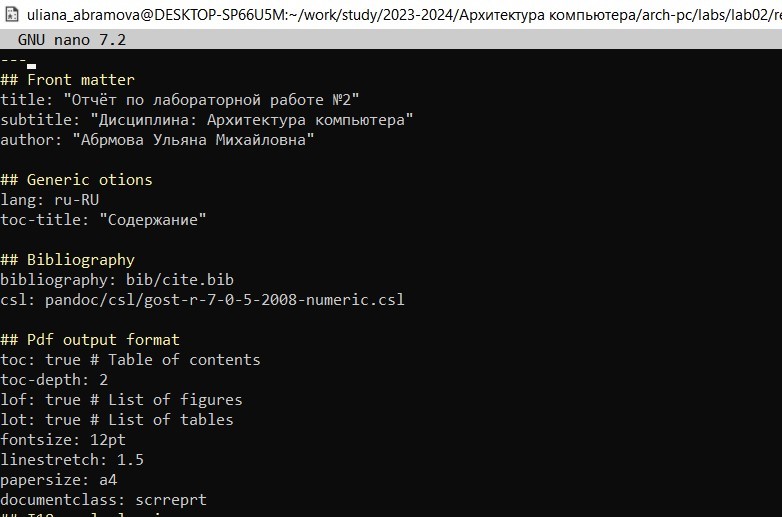 uliana_abramova@DESKTOP-SP66U5M:~/work/study/2023-2024/Архитектура компьютера/arch-pc/labs/lab02/re
GNU nano 7.2
---
## Front matter
title: "Отчёт по лабораторной работе №2"
subtitle: "Дисциплина: Архитектура компьютера"
author: "Абрмова Ульяна Михайловна"
## Generic otions
lang: ru-RU
toc-title: "Содержание"
## Bibliography
bibliography: bib/cite.bib
csl: pandoc/csl/gost-r-7-0-5-2008-numeric.csl
## Pdf output format
toc: true # Table of contents
toc-depth: 2
lof: true # List of figures
lot: true # List of tables
fontsize: 12pt
linestretch: 1.5
papersize: a4
documentclass: scrreprt